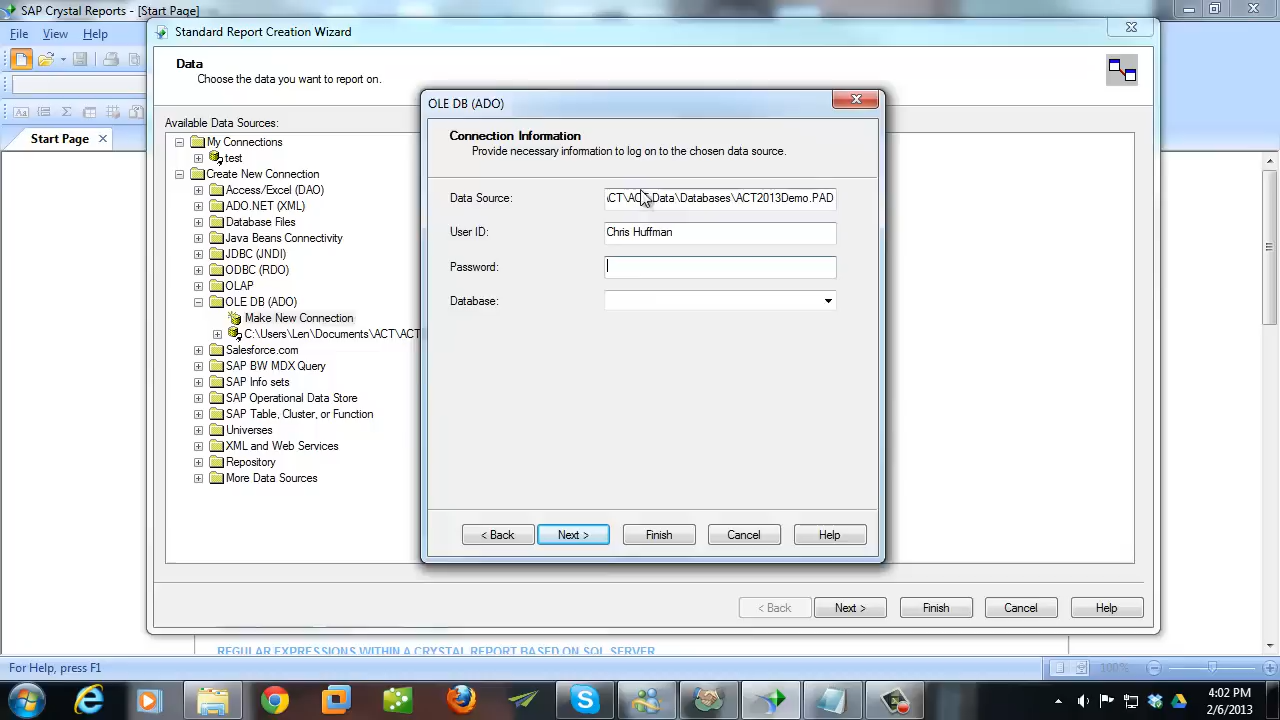 SAP Crystal Reports - [Start Page]
File View Help
Start Page
Standard Report Creation Wizard
Data
Choose the data you want to report on.
Available Data Sources:
My Connections
test
Create New Connection
Access/Excel (DAO)
ADO.NET (XML)
Database Files
Java Beans Connectivity
JDBC (JNDI)
ODBC (RDO)
OLAP
OLE DB (ADO)
Make New Connection
C:\Users\Len\Documents\ACT\ACT
Salesforce.com
SAP BW MDX Query
SAP Info sets
SAP Operational Data Store
SAP Table, Cluster, or Function
Universes
XML and Web Services
Repository
More Data Sources
OLE DB (ADO)
Connection Information
Provide necessary information to log on to the chosen data source.
Data Source: Data\Databases\ACT2013Demo.PAD
User ID: Chris Huffman
Password:
Database:
< Back Next > Finish Cancel Help
< Back Next > Finish Cancel Help
REGULAR EXPRESSIONS WITHIN A CRYSTAL REPORT BASED ON SQL SERVER
For Help, press F1
100%
4:02 PM
2/6/2013